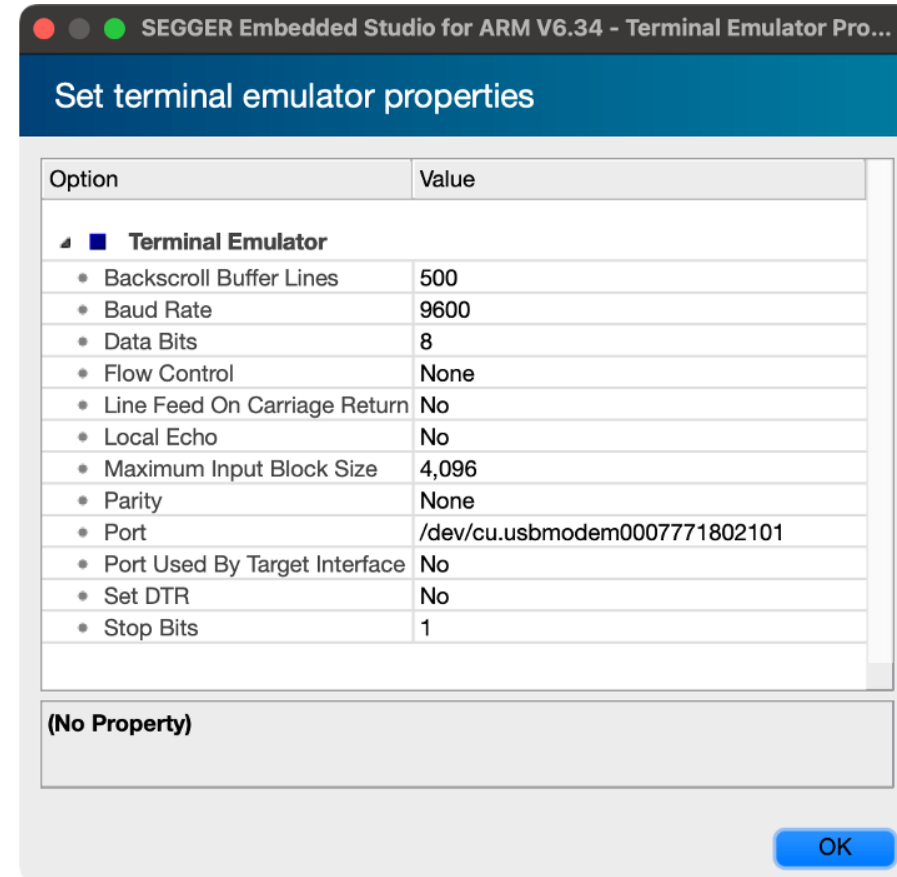 SEGGER Embedded Studio for ARM V6.34 - Terminal Emulator Pro...
Set terminal emulator properties
Option Value
Terminal Emulator
Backscroll Buffer Lines 500
Baud Rate 9600
Data Bits 8
Flow Control None
Line Feed On Carriage Return No
Local Echo No
Maximum Input Block Size 4,096
Parity None
Port /dev/cu.usbmodem0007771802101
Port Used By Target Interface No
Set DTR No
Stop Bits 1
(No Property)
OK